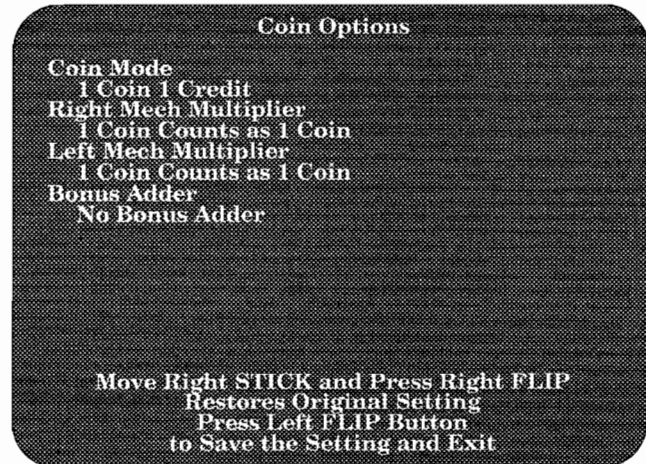 Coin Options
Coin Mode
1 Coin 1 Credit
Right Mech Multiplier
1 Coin Counts as 1 Coin
Left Mech Multiplier
1 Coin Counts as 1 Coin
Bonus Adder
No Bonus Adder
Move Right STICK and Press Right FLIP
Restores Original Setting
Press Left FLIP Button
to Save the Setting and Exit